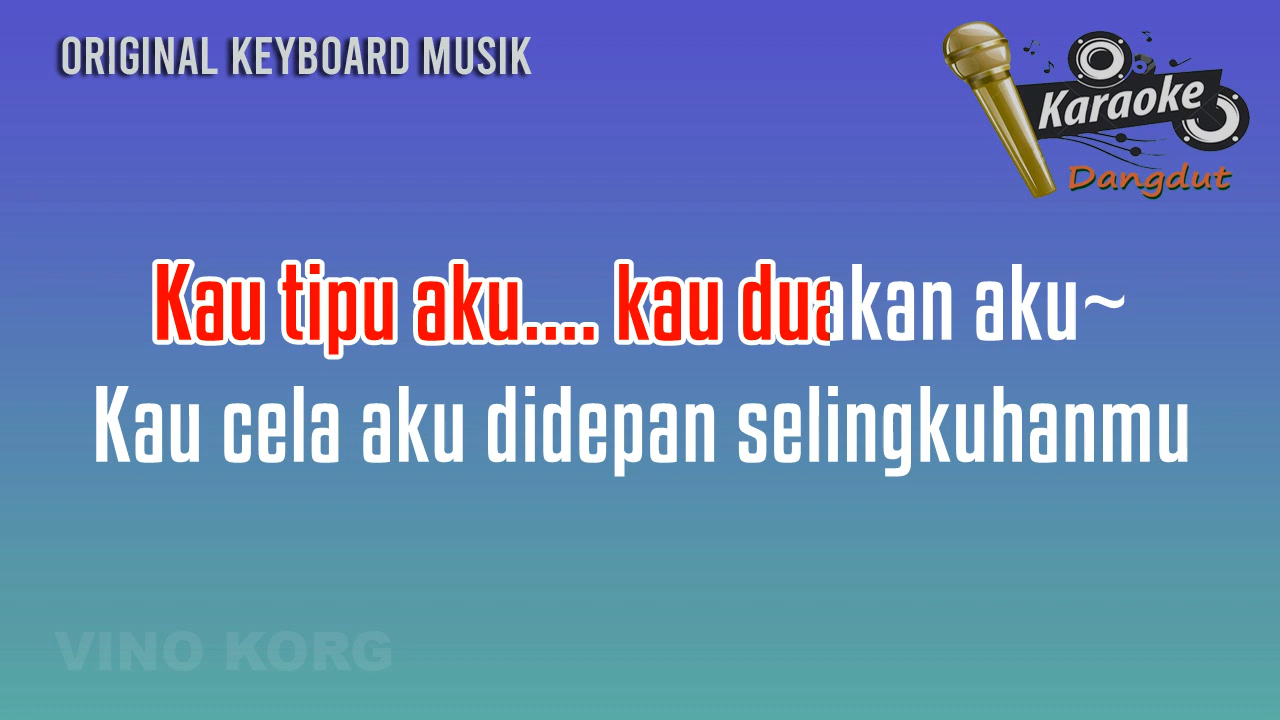 ORIGINAL KEYBOARD MUSIK
Karaoke
Dangdut
Kau tipu aku.... kau duakan aku~
Kau cela aku didepan selingkuhanmu
VINO KORG